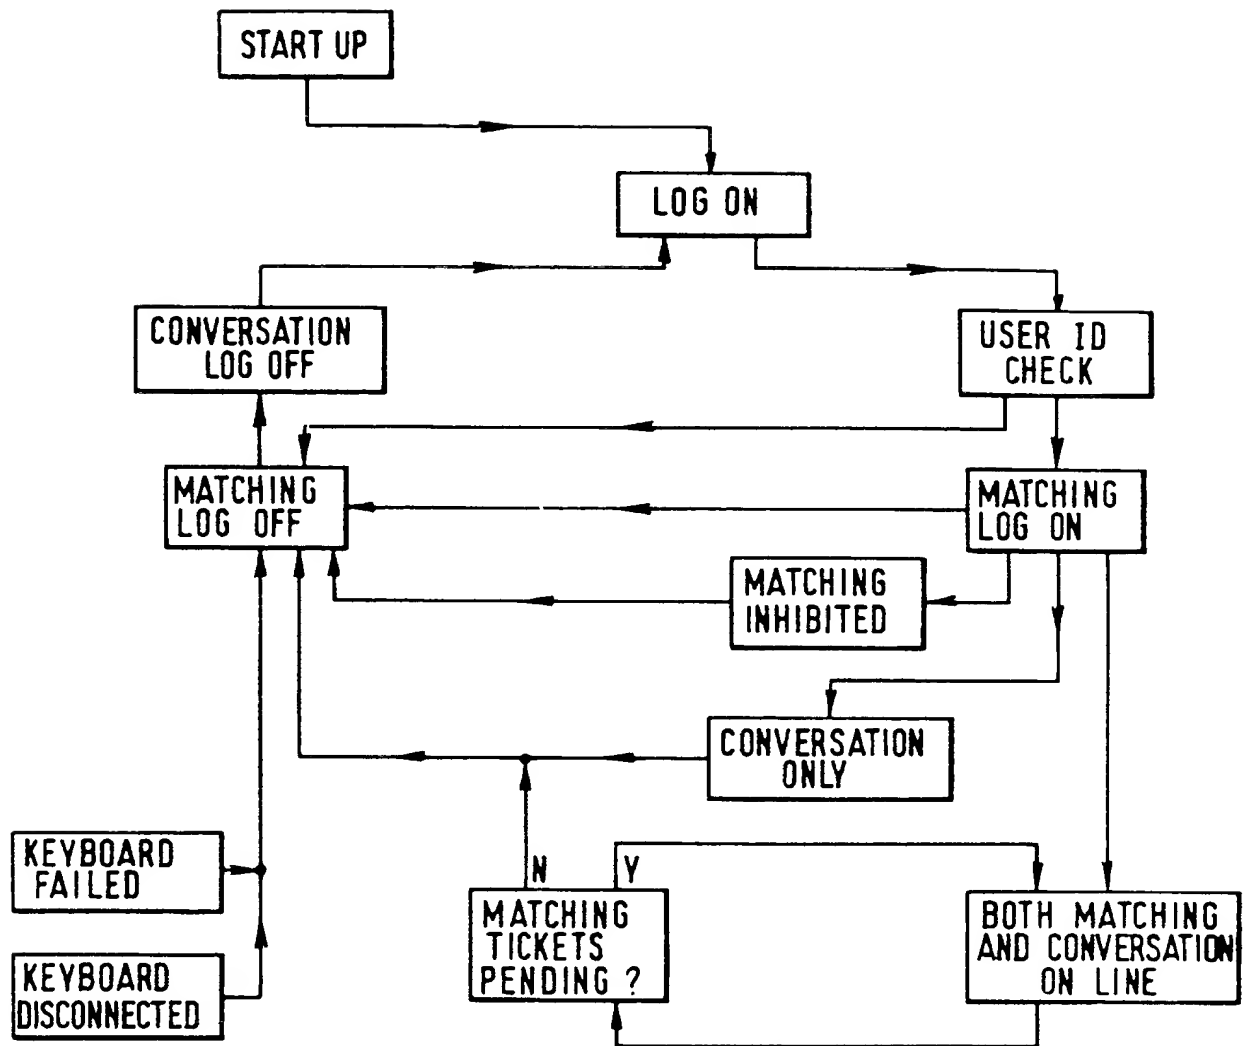 START UP
LOG ON
CONVERSATION
LOG OFF
USER ID
CHECK
MATCHING
LOG OFF
MATCHING
LOG ON
MATCHING
INHIBITED
CONVERSATION
ONLY
KEYBOARD
FAILED
N
Y
MATCHING
TICKETS
PENDING ?
BOTH MATCHING
AND CONVERSATION
ON LINE
KEYBOARD
DISCONNECTED